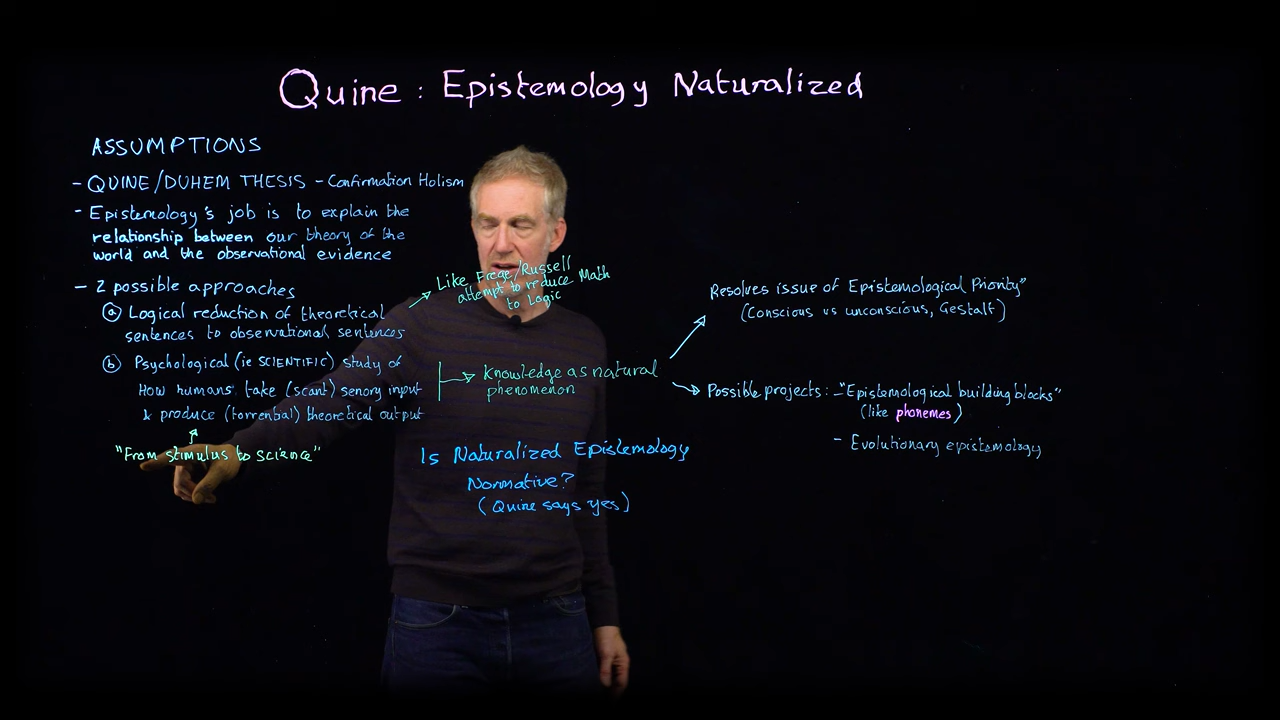 Quine : Epistemology Naturalized
ASSUMPTIONS
- QUINE/DUHEM THESIS - Confirmation Holism
- Epistemology's job is to explain the
relationship between our theory of the
world and the observational evidence
- 2 possible approaches
(a) Logical reduction of theoretical
sentences to observational sentences
(b) Psychological (ie SCIENTIFIC) study of
How humans take (scant) senory input
& produce (torrential) theoretical output
"From stimulus to science"
Like Frege/Russell
attempt to reduce Math
to Logic
Knowledge as natural
phenomenon
Is Naturalized Epistemology
Normative?
(Quine says yes)
Resolves issue of Epistemological Priority"
(Conscious vs unconscious, Gestalt)
Possible projects: - "Epistemological building blocks"
(like phonemes)
- Evolutionary epistemology